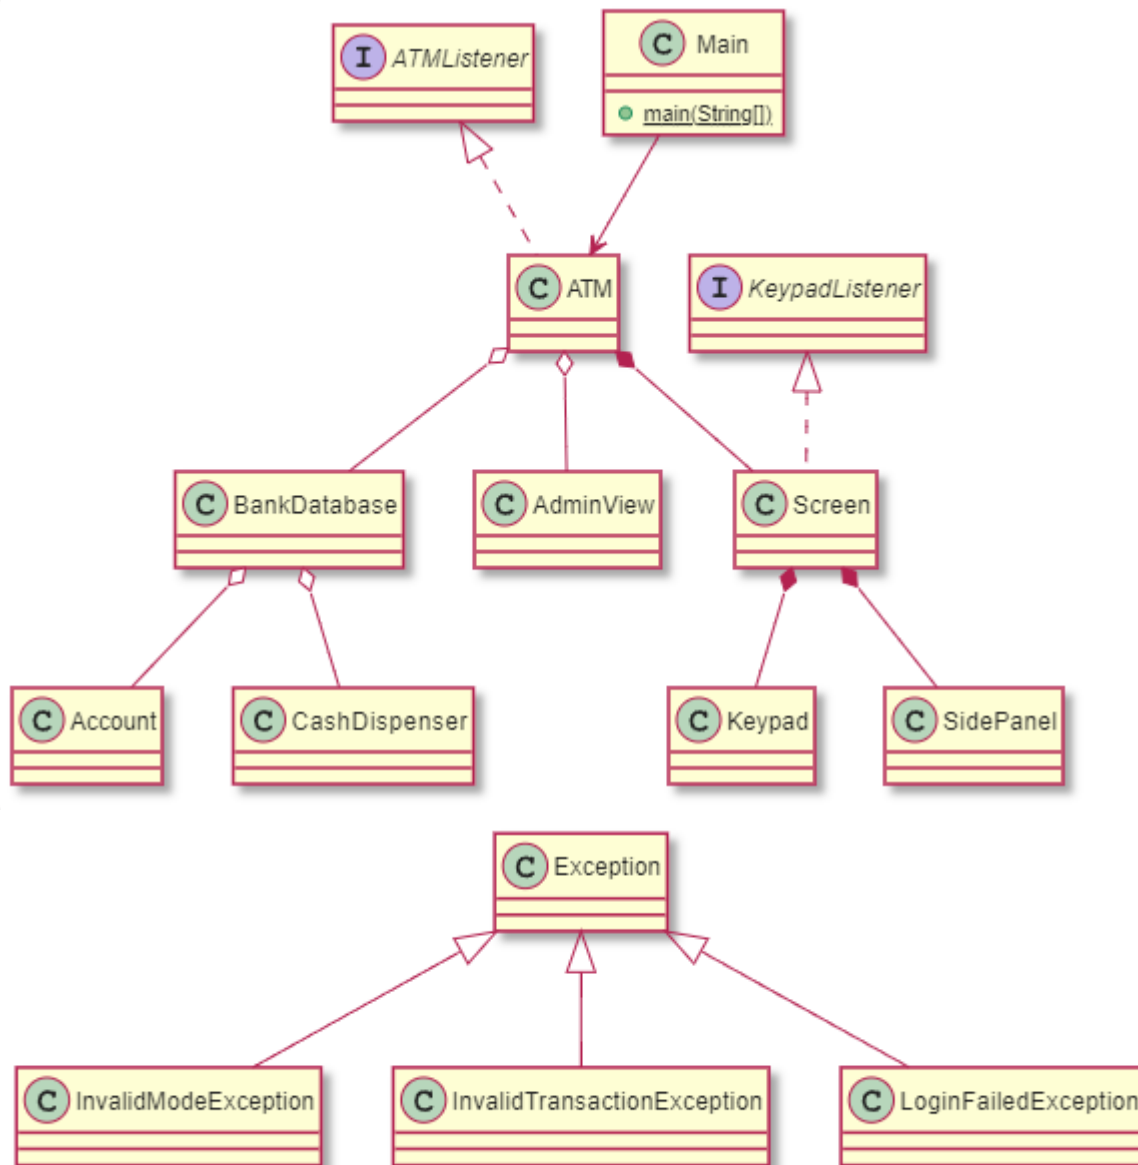 I ATMListener
C Main
main(String[])
C ATM
I KeypadListener
C BankDatabase
C AdminView
C Screen
C Account
C CashDispenser
C Keypad
C SidePanel
C Exception
C InvalidModeException
C InvalidTransactionException
C LoginFailedException